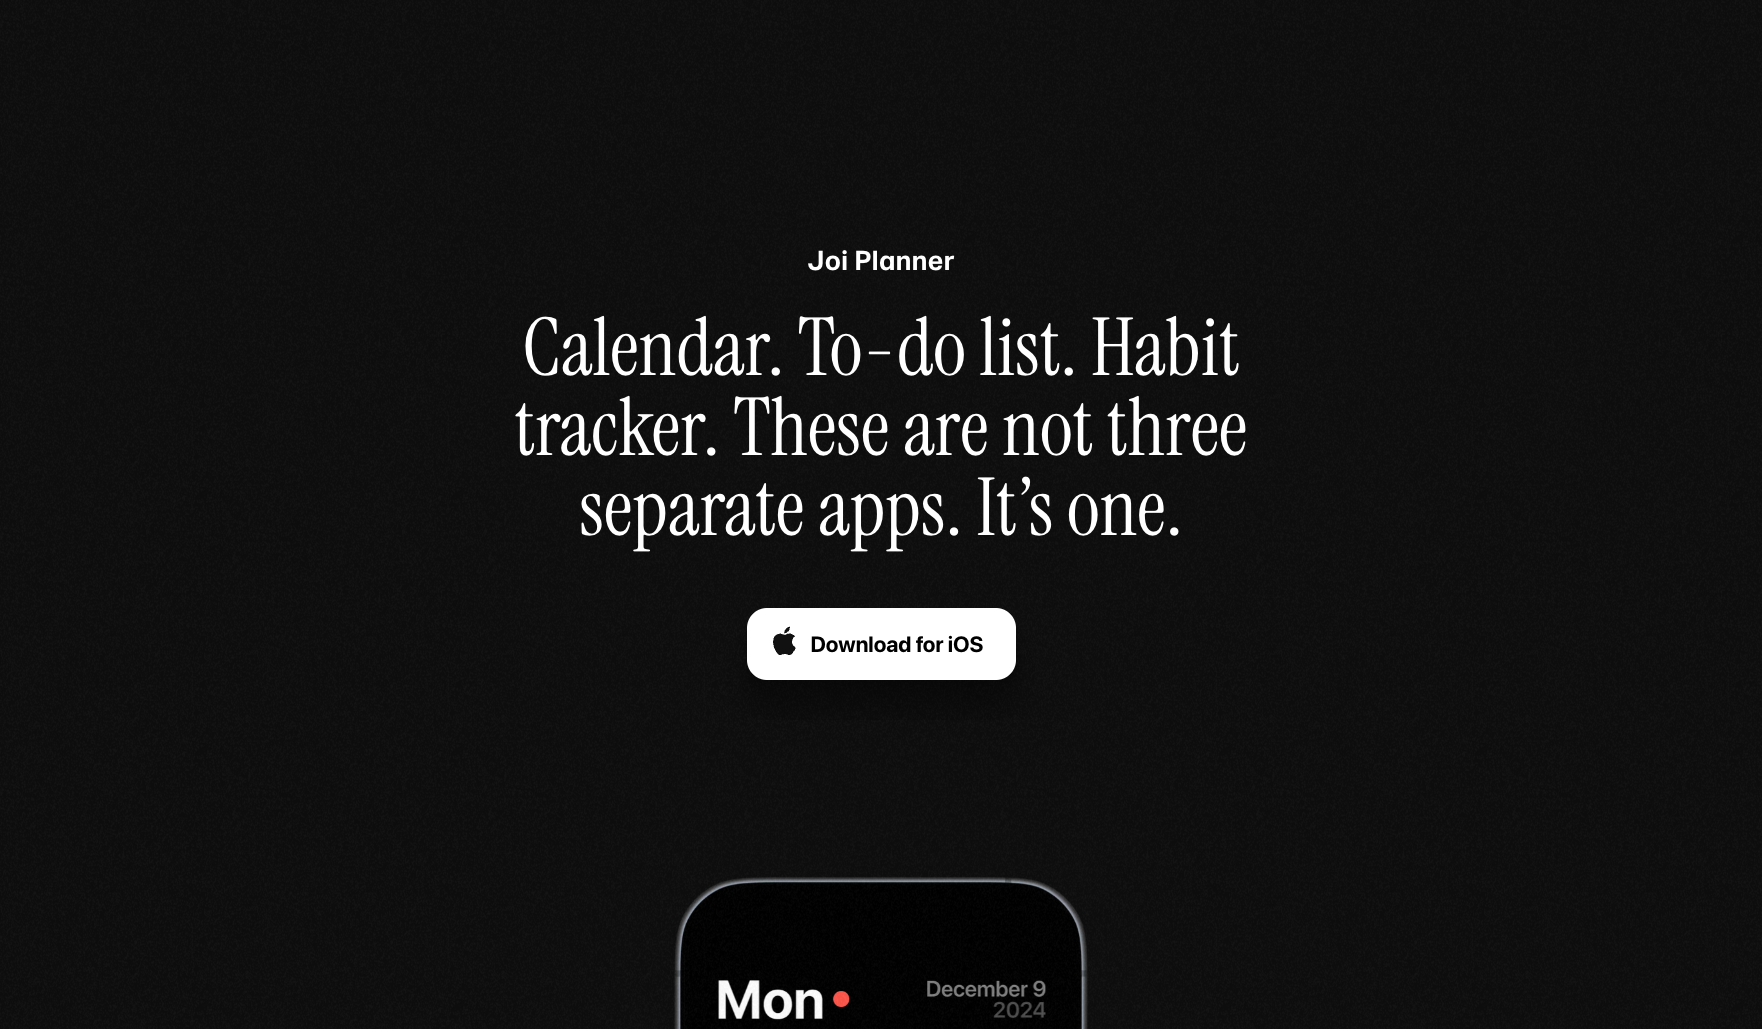 Joi Planner
Calendar. To-do list. Habit
tracker. These are not three
separate apps. It’s one.
Download for iOS
Mon
December 9
2024